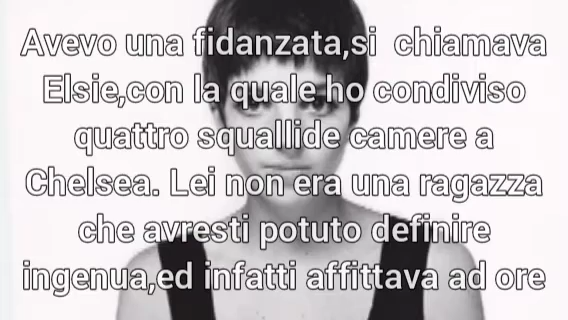 Avevo una fidanzata,si  chiamava
Elsie,con la quale ho condiviso
quattro squallide camere a
Chelsea. Lei non era una ragazza
che avresti potuto definire
ingenua,ed infatti affittava ad ore